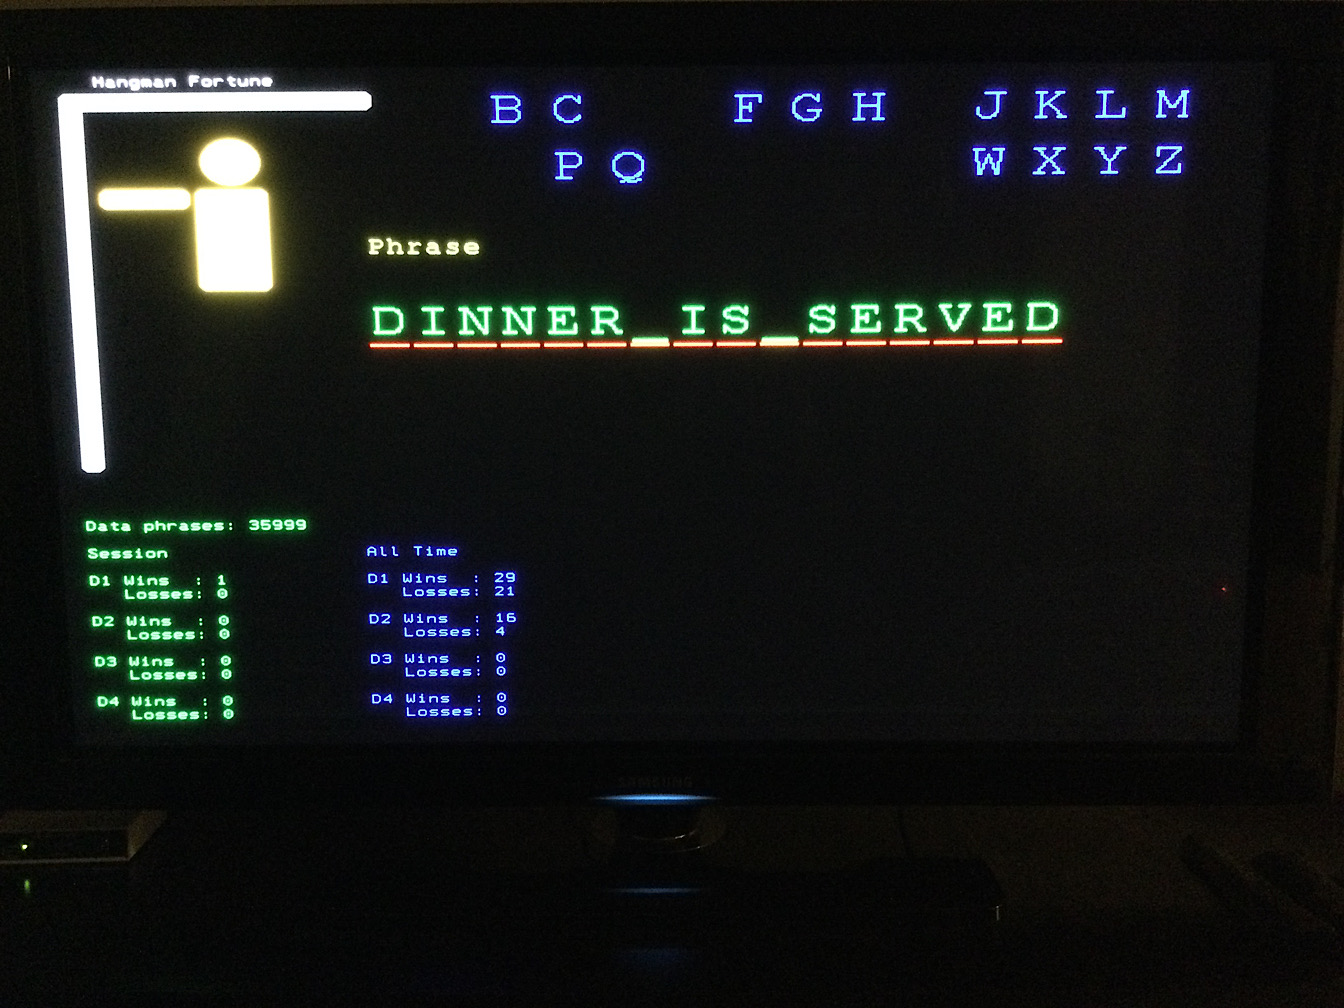 Hangman Fortune
B C F G H J K L M
P Q W X Y Z
Phrase
DINNER_IS_SERVED
Data phrases: 35999
Session
D1 Wins : 1
Losses: 0
D2 Wins : 0
Losses: 0
D3 Wins : 0
Losses: 0
D4 Wins : 0
Losses: 0
All Time
D1 Wins : 29
Losses: 21
D2 Wins : 16
Losses: 4
D3 Wins : 0
Losses: 0
D4 Wins : 0
Losses: 0
SAMSUNG